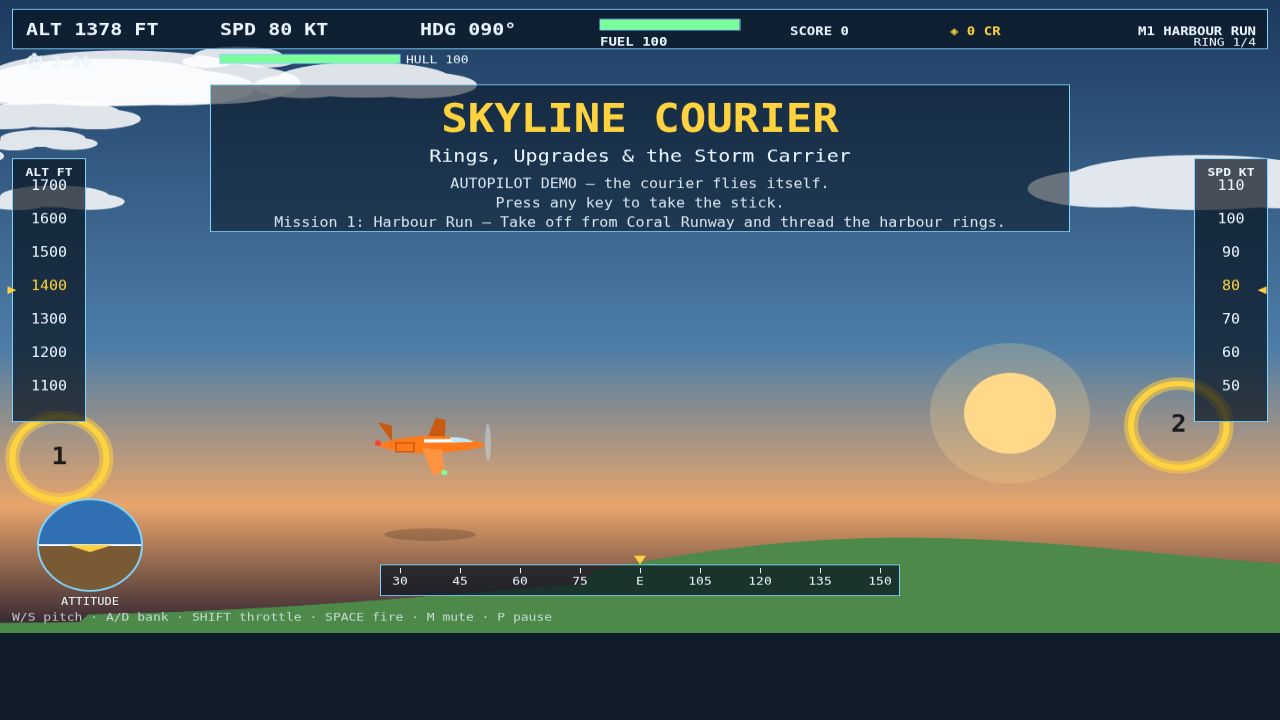 ALT 1378 FT SPD 80 KT HDG 090° FUEL 100 SCORE 0 ◈ 0 CR M1 HARBOUR RUN
RING 1/4
⏱ 2:30 HULL 100
SKYLINE COURIER
Rings, Upgrades & the Storm Carrier
AUTOPILOT DEMO — the courier flies itself.
Press any key to take the stick.
Mission 1: Harbour Run — Take off from Coral Runway and thread the harbour rings.
ALT FT
1700
1600
1500
1400
1300
1200
1100
SPD KT
110
100
90
80
70
60
50
1
2
30 45 60 75 E 105 120 135 150
ATTITUDE
W/S pitch · A/D bank · SHIFT throttle · SPACE fire · M mute · P pause